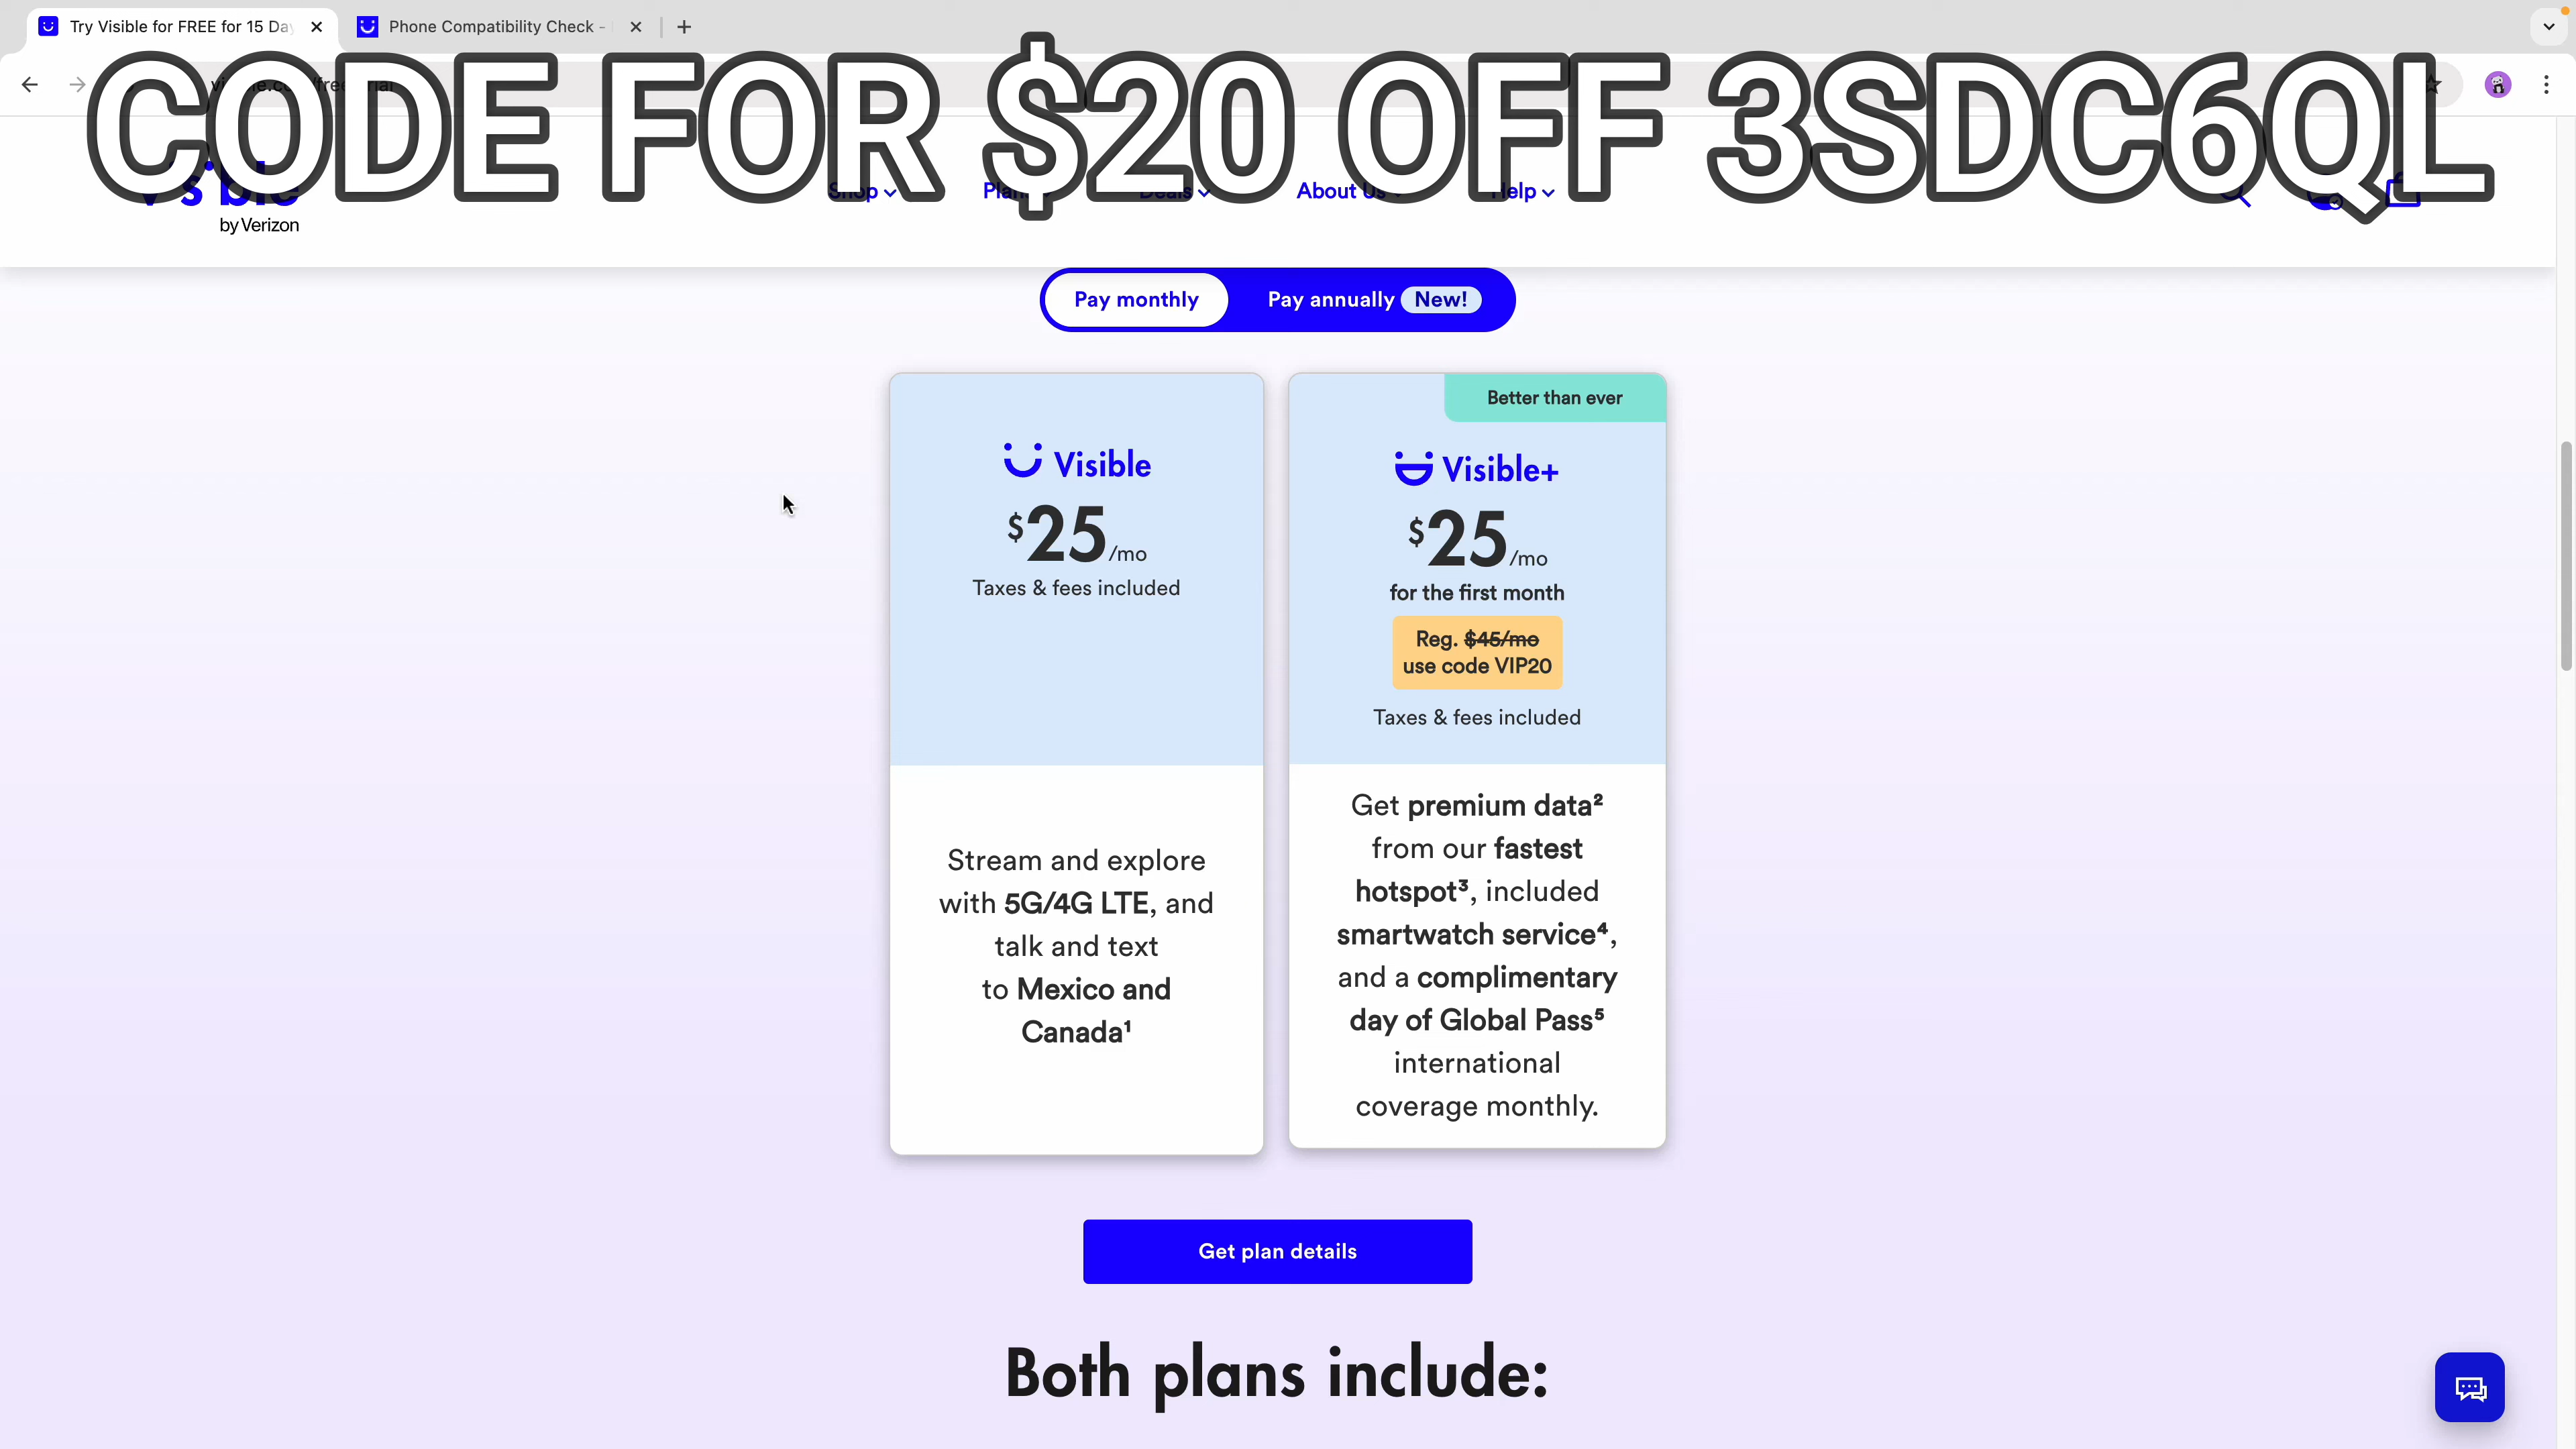 Try Visible for FREE for 15 Day
Phone Compatibility Check -
CODE FOR $20 OFF 3SDC6QL
by Verizon
Shop
About Us
Help
Pay monthly
Pay annually New!
Visible
$25/mo
Taxes & fees included
Stream and explore
with 5G/4G LTE, and
talk and text
to Mexico and
Canada¹
Better than ever
Visible+
$25/mo
for the first month
Reg. $45/mo
use code VIP20
Taxes & fees included
Get premium data²
from our fastest
hotspot³, included
smartwatch service⁴,
and a complimentary
day of Global Pass⁵
international
coverage monthly.
Get plan details
Both plans include: